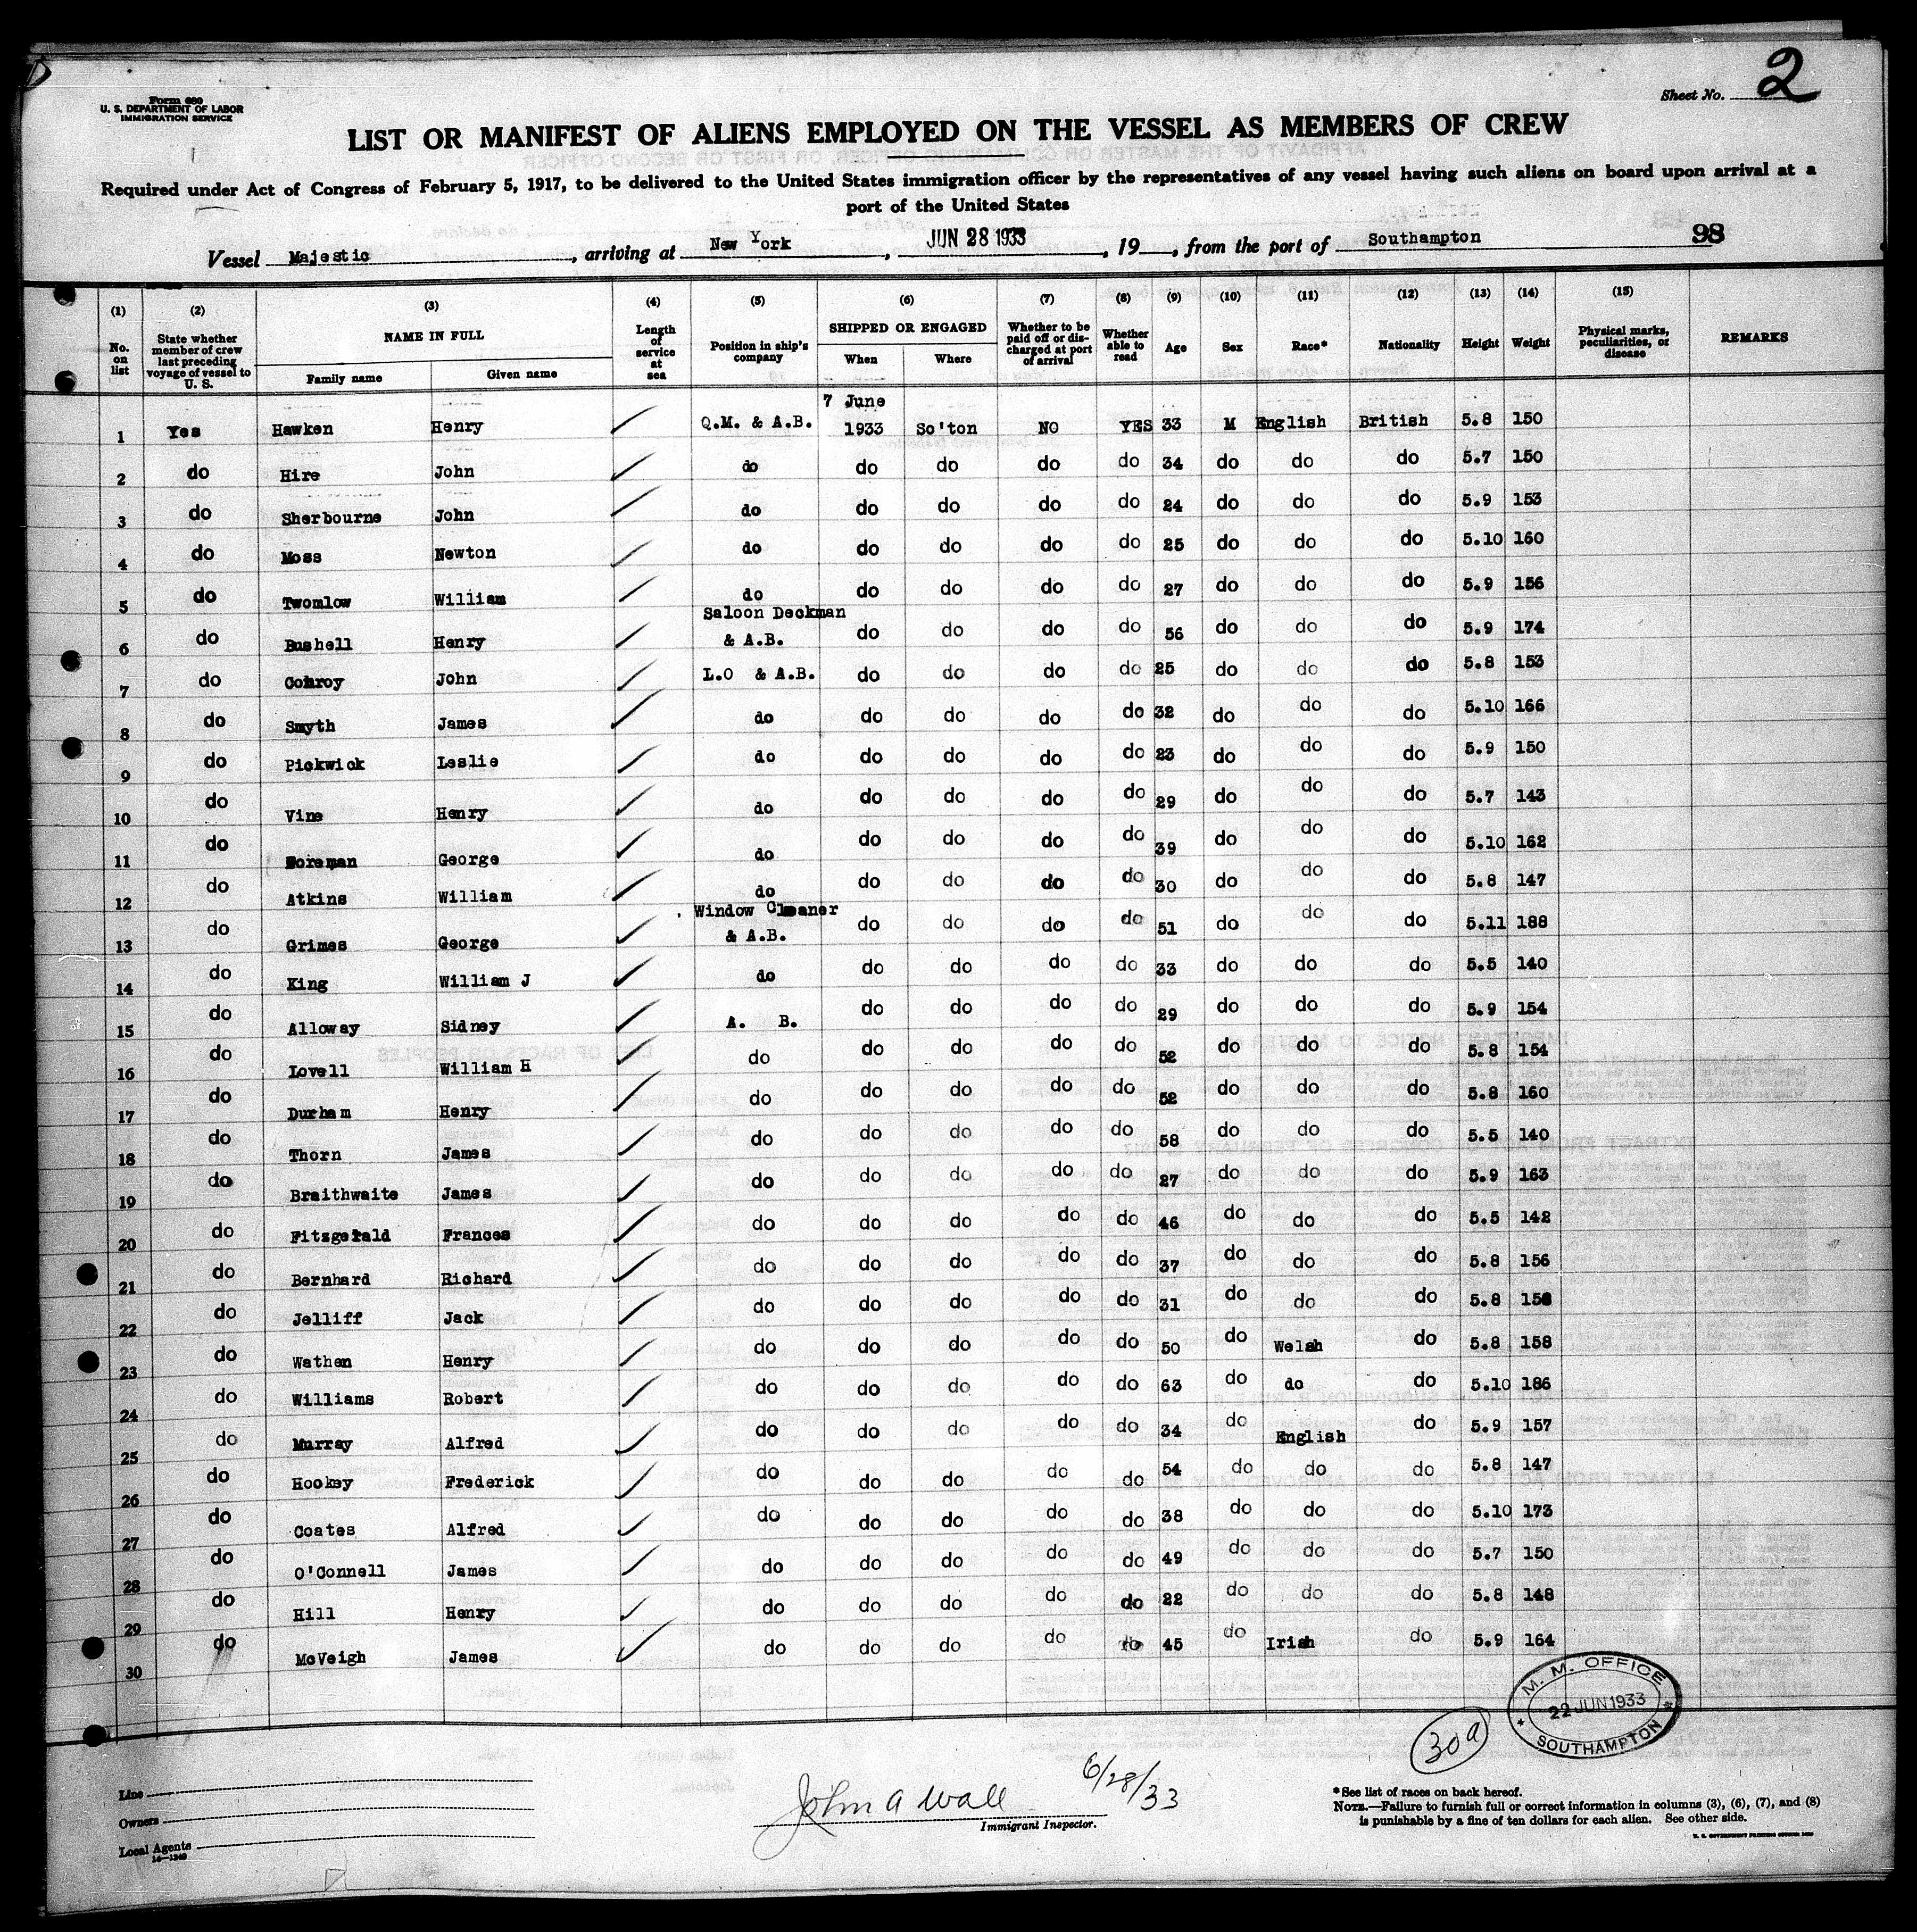 Form 680
U. S. DEPARTMENT OF LABOR
IMMIGRATION SERVICE
Sheet No. 2
LIST OR MANIFEST OF ALIENS EMPLOYED ON THE VESSEL AS MEMBERS OF CREW
Required under Act of Congress of February 5, 1917, to be delivered to the United States immigration officer by the representatives of any vessel having such aliens on board upon arrival at a
port of the United States
Vessel Majestic, arriving at New York, JUN 28 1933, 19, from the port of Southampton 98
(1) No. on list (2) State whether member of crew last preceding voyage of vessel to U. S. (3) NAME IN FULL Family name Given name (4) Length of service at sea (5) Position in ship's company (6) SHIPPED OR ENGAGED When Where (7) Whether to be paid off or discharged at port of arrival (8) Whether able to read (9) Age (10) Sex (11) Race* (12) Nationality (13) Height (14) Weight (15) Physical marks, peculiarities, or disease REMARKS
1 Yes Hawken Henry Q.M. & A.B. 7 June 1933 So'ton NO YES 33 M English British 5.8 150
2 do Hire John do do do do do 34 do do do 5.7 150
3 do Sherbourne John do do do do do 24 do do do 5.9 153
4 do Moss Newton do do do do do 25 do do do 5.10 160
5 do Twomlow William do do do do do 27 do do do 5.9 156
6 do Bushell Henry Saloon Deckman & A.B. do do do do 56 do do do 5.9 174
7 do Conroy John L.O & A.B. do do do do 25 do do do 5.8 153
8 do Smyth James do do do do do 32 do do do 5.10 166
9 do Pickwick Leslie do do do do do 23 do do do 5.9 150
10 do Vine Henry do do do do do 29 do do do 5.7 143
11 do Noreman George do do do do do 39 do do do 5.10 162
12 do Atkins William do do do do do 30 do do do 5.8 147
13 do Grimes George Window Cleaner & A.B. do do do do 51 do do do 5.11 188
14 do King William J do do do do do 33 do do do 5.5 140
15 do Alloway Sidney A. B. do do do do 29 do do do 5.9 154
16 do Lovell William H do do do do do 52 do do do 5.8 154
17 do Durham Henry do do do do do 52 do do do 5.8 160
18 do Thorn James do do do do do 58 do do do 5.5 140
19 do Braithwaite James do do do do do 27 do do do 5.9 163
20 do Fitzgerald Frances do do do do do 46 do do do 5.5 142
21 do Bernhard Richard do do do do do 37 do do do 5.8 156
22 do Jelliff Jack do do do do do 31 do do do 5.8
23 do Wathen Henry do do do do do 50 do Welsh do 5.8 158
24 do Williams Robert do do do do do 63 do do do 5.10 186
25 do Murray Alfred do do do do do 34 do English do 5.9 157
26 do Hookey Frederick do do do do do 54 do do do 5.8 147
27 do Coates Alfred do do do do do 38 do do do 5.10 173
28 do O'Connell James do do do do do 49 do do do 5.7 150
29 do Hill Henry do do do do do 22 do do do 5.8 148
30 do McVeigh James do do do do do 45 do Irish do 5.9 164
M. M. OFFICE
22 JUN 1933
SOUTHAMPTON
30a
Line
Owners
Local Agents
John A Wall 6/28/33
Immigrant Inspector.
*See list of races on back hereof.
NOTE.—Failure to furnish full or correct information in columns (3), (6), (7), and (8)
is punishable by a fine of ten dollars for each alien. See other side.